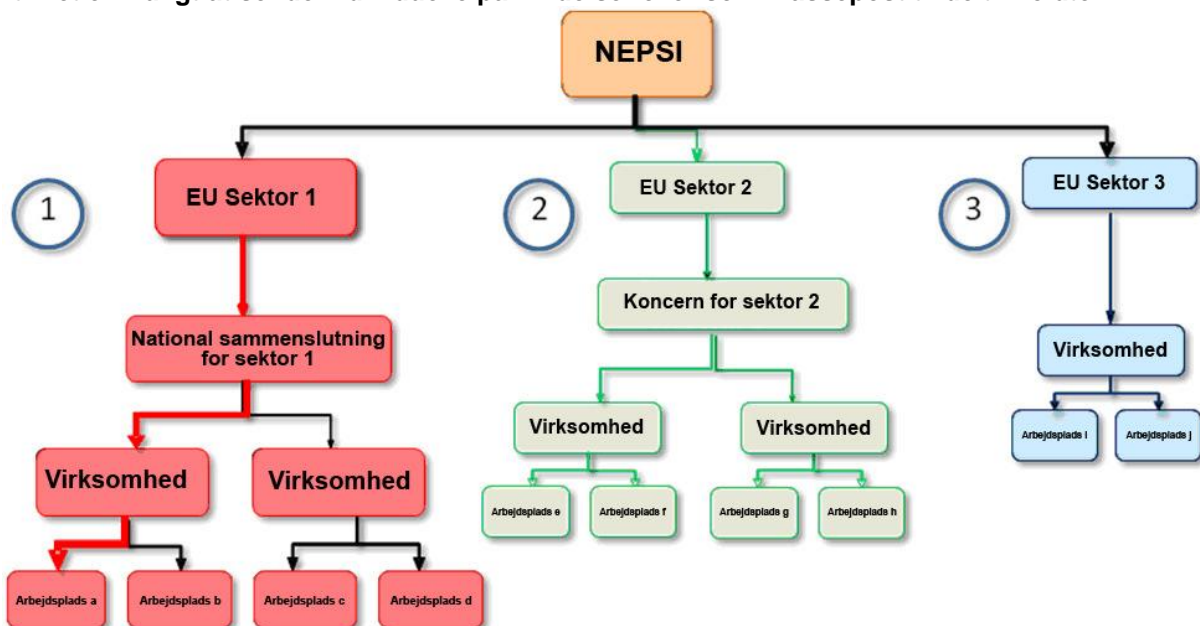 NEPSI
EU Sektor 1
EU Sektor 2
EU Sektor 3
1
2
3
National sammenslutning
for sektor 1
Koncern for sektor 2
Virksomhed
Virksomhed
Virksomhed
Virksomhed
Virksomhed
Arbejdsplads a
Arbejdsplads b
Arbejdsplads c
Arbejdsplads d
Arbejdsplads e
Arbejdsplads f
Arbejdsplads g
Arbejdsplads h
Arbejdsplads i
Arbejdsplads j